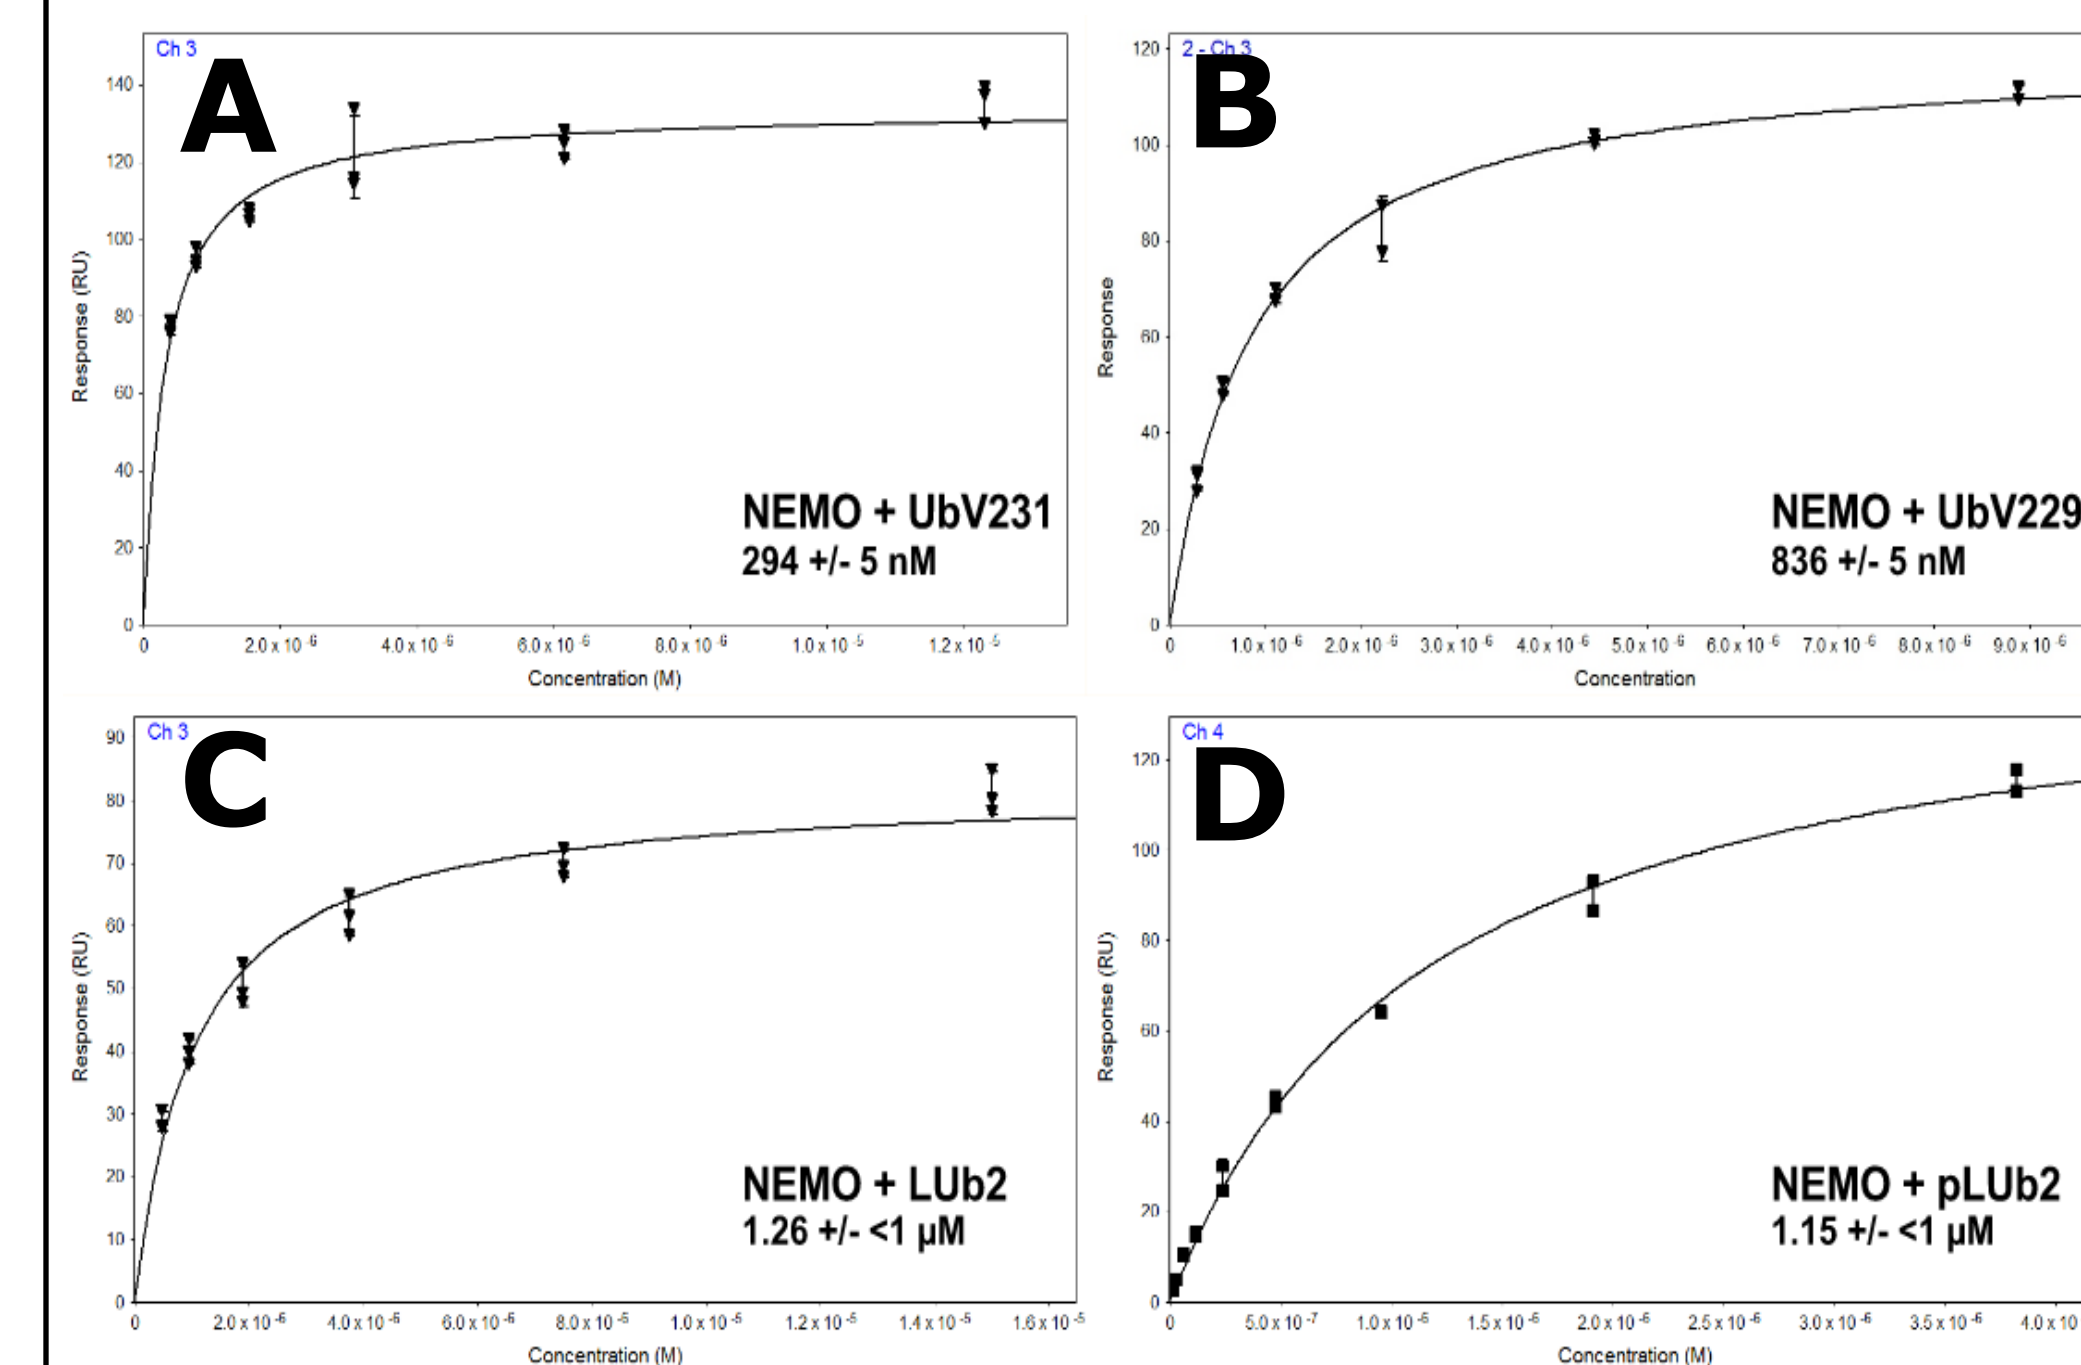 Ch 3
A
140
120
100
80
60
40
20
0
Response (RU)
NEMO + UbV231
294 +/- 5 nM
0 2.0 x 10 -6 4.0 x 10 -6 6.0 x 10 -6 8.0 x 10 -6 1.0 x 10 -5 1.2 x 10 -5
Concentration (M)
2 - Ch 3
B
120
100
80
60
40
20
0
Response
NEMO + UbV229
836 +/- 5 nM
0 1.0 x 10 -6 2.0 x 10 -6 3.0 x 10 -6 4.0 x 10 -6 5.0 x 10 -6 6.0 x 10 -6 7.0 x 10 -6 8.0 x 10 -6 9.0 x 10 -6
Concentration
Ch 3
C
90
80
70
60
50
40
30
20
10
0
Response (RU)
NEMO + LUb2
1.26 +/- <1 µM
0 2.0 x 10 -6 4.0 x 10 -6 6.0 x 10 -6 8.0 x 10 -6 1.0 x 10 -5 1.2 x 10 -5 1.4 x 10 -5 1.6 x 10 -5
Concentration (M)
Ch 4
D
120
100
80
60
40
20
0
Response (RU)
NEMO + pLUb2
1.15 +/- <1 µM
0 5.0 x 10 -7 1.0 x 10 -6 1.5 x 10 -6 2.0 x 10 -6 2.5 x 10 -6 3.0 x 10 -6 3.5 x 10 -6 4.0 x 10
Concentration (M)